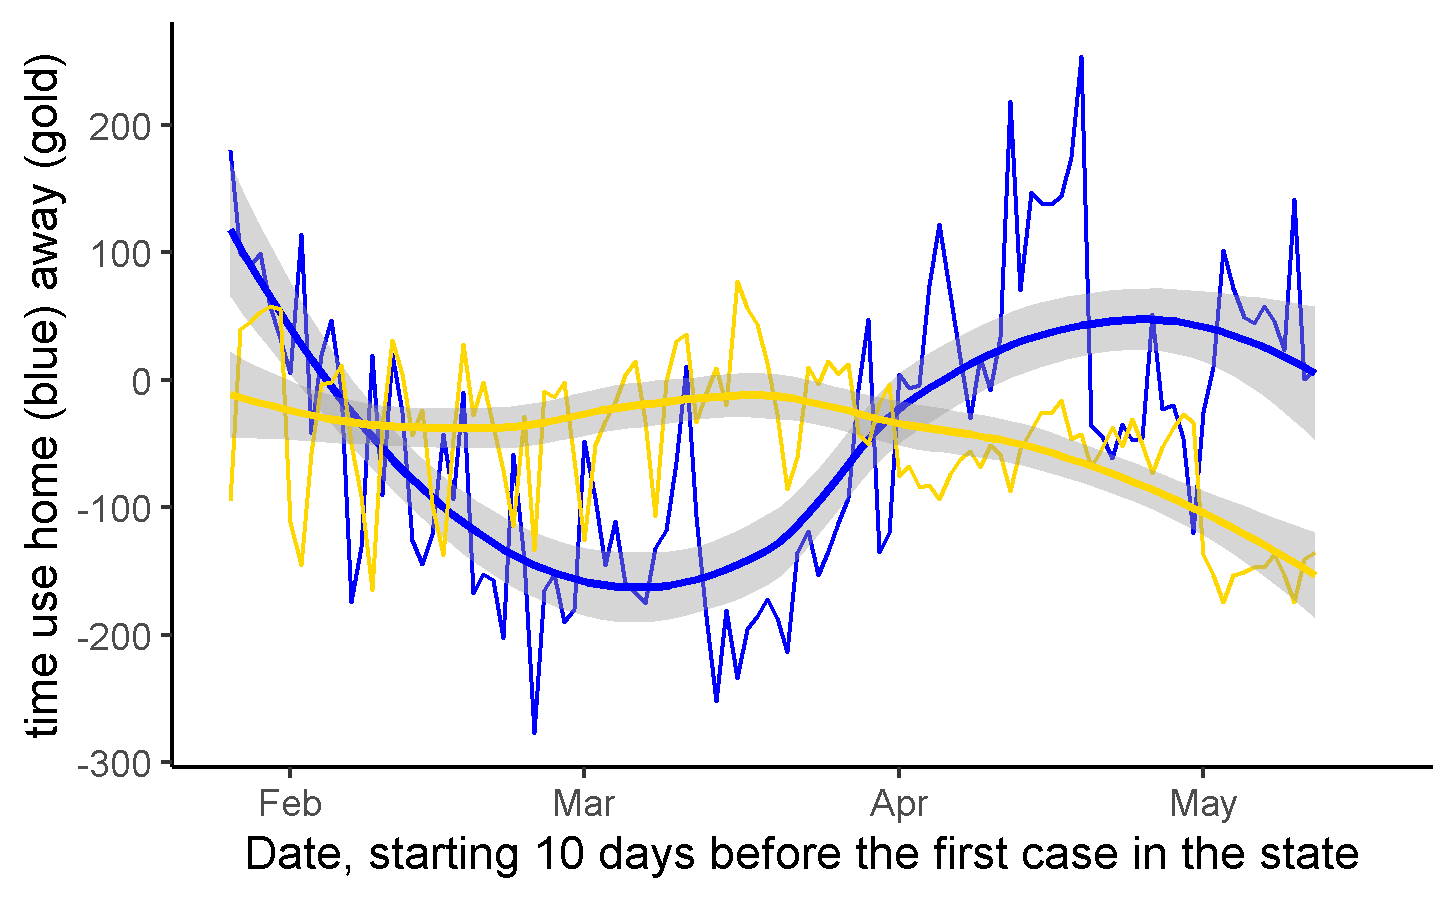 time use home (blue) away (gold)
200
100
0
-100
-200
-300
Feb Mar Apr May
Date, starting 10 days before the first case in the state